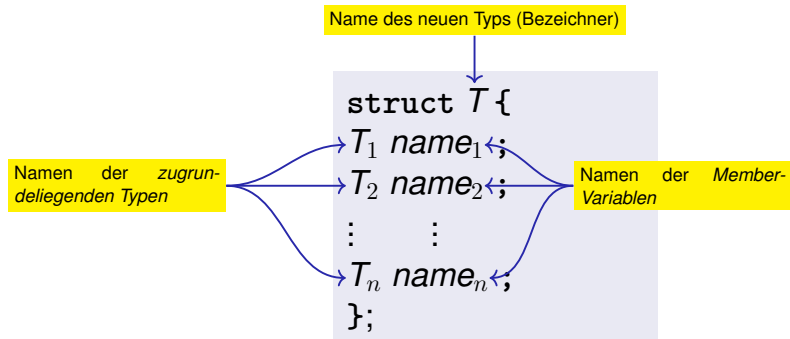 Name des neuen Typs (Bezeichner)
struct T {
T₁ name₁ ;
Namen der zugrun-
deliegenden Typen
T₂ name₂ ;
Namen der Member-
Variablen
⋮ ⋮
Tₙ nameₙ ;
};